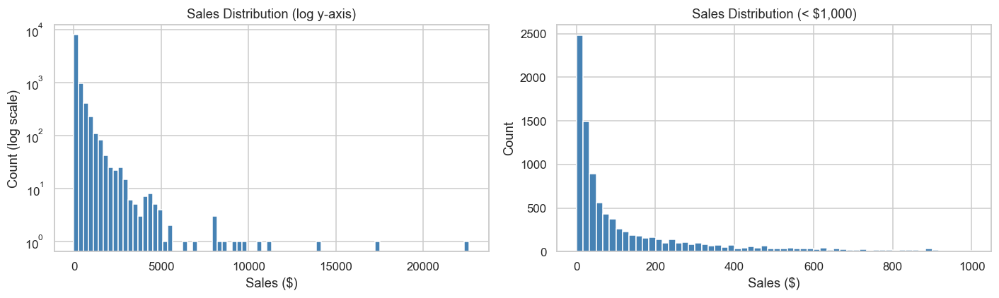 Sales Distribution (log y-axis)
Count (log scale)
10⁴
10³
10²
10¹
10⁰
0 5000 10000 15000 20000
Sales ($)
Sales Distribution (< $1,000)
Count
2500
2000
1500
1000
500
0
0 200 400 600 800 1000
Sales ($)